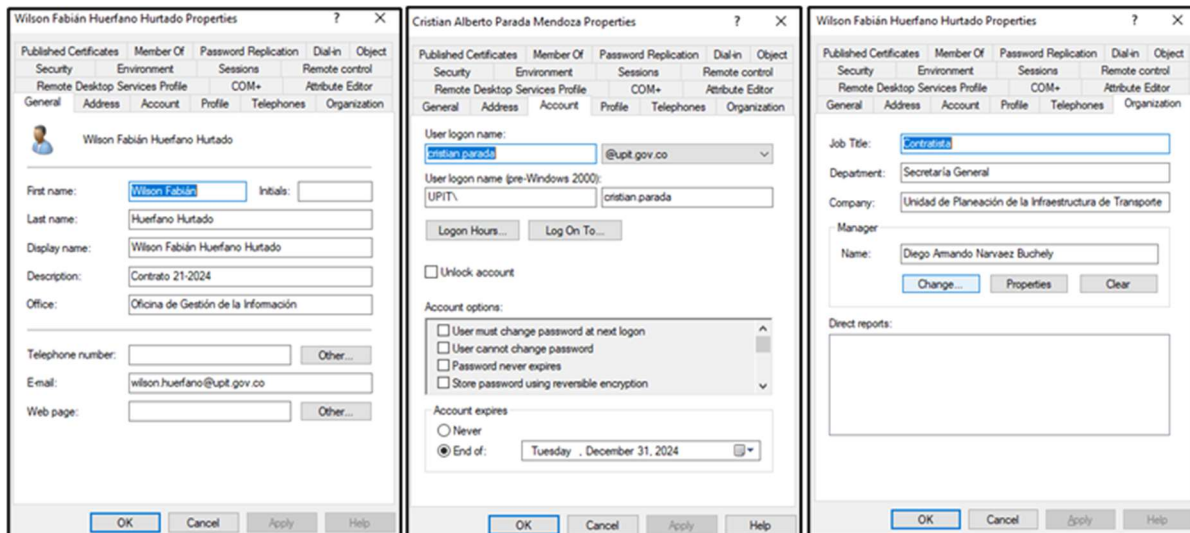 Wilson Fabián Huerfano Hurtado Properties ? ×
Published Certificates Member Of Password Replication Dial-in Object
Security Environment Sessions Remote control
Remote Desktop Services Profile COM+ Attribute Editor
General Address Account Profile Telephones Organization
Wilson Fabián Huerfano Hurtado
First name: Wilson Fabián Initials:
Last name: Huerfano Hurtado
Display name: Wilson Fabián Huerfano Hurtado
Description: Contrato 21-2024
Office: Oficina de Gestión de la Información
Telephone number: Other...
E-mail: wilson.huerfano@upit.gov.co
Web page: Other...
OK Cancel Apply Help
Cristian Alberto Parada Mendoza Properties ? ×
Published Certificates Member Of Password Replication Dial-in Object
Security Environment Sessions Remote control
Remote Desktop Services Profile COM+ Attribute Editor
General Address Account Profile Telephones Organization
User logon name:
cristian.parada @upit.gov.co
User logon name (pre-Windows 2000):
UPIT\ cristian.parada
Logon Hours... Log On To...
Unlock account
Account options:
User must change password at next logon
User cannot change password
Password never expires
Store password using reversible encryption
Account expires
Never
End of: Tuesday , December 31, 2024
OK Cancel Apply Help
Wilson Fabián Huerfano Hurtado Properties ? ×
Published Certificates Member Of Password Replication Dial-in Object
Security Environment Sessions Remote control
Remote Desktop Services Profile COM+ Attribute Editor
General Address Account Profile Telephones Organization
Job Title: Contratista
Department: Secretaría General
Company: Unidad de Planeación de la Infraestructura de Transporte
Manager
Name: Diego Armando Narvaez Buchely
Change... Properties Clear
Direct reports:
OK Cancel Apply Help